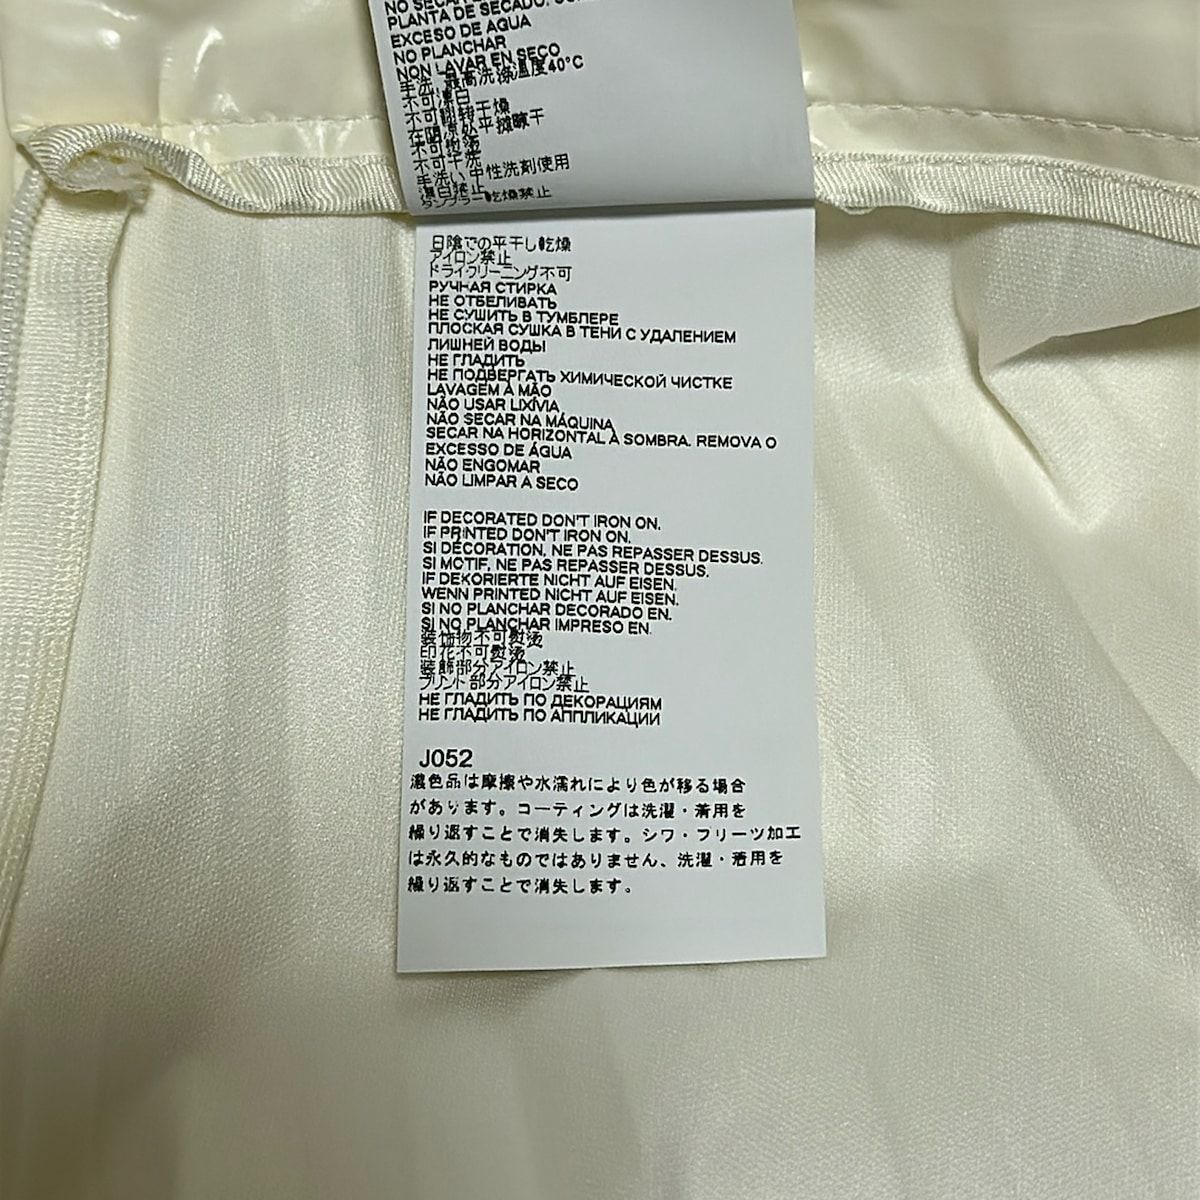 PLANTA DE SECADO.
EXCESO DE AGUA
NO PLANCHAR
NON LAVAR EN SECO
手洗,最高洗涤温度40°C
不可漂白
不可翻转干燥
在阴凉处平摊晾干
不可熨烫
不可干洗
手洗い中性洗剤使用
漂白禁止
タンブラー乾燥禁止
日陰での平干し乾燥
アイロン禁止
ドライクリーニング不可
РУЧНАЯ СТИРКА
НЕ ОТБЕЛИВАТЬ
НЕ СУШИТЬ В ТУМБЛЕРЕ
ПЛОСКАЯ СУШКА В ТЕНИ С УДАЛЕНИЕМ
ЛИШНЕЙ ВОДЫ
НЕ ГЛАДИТЬ
НЕ ПОДВЕРГАТЬ ХИМИЧЕСКОЙ ЧИСТКЕ
LAVAGEM À MÃO
NÃO USAR LIXÍVIA
NÃO SECAR NA MÁQUINA
SECAR NA HORIZONTAL À SOMBRA. REMOVA O
EXCESSO DE ÁGUA
NÃO ENGOMAR
NÃO LIMPAR A SECO
IF DECORATED DON'T IRON ON.
IF PRINTED DON'T IRON ON.
SI DÉCORATION, NE PAS REPASSER DESSUS.
SI MOTIF, NE PAS REPASSER DESSUS.
IF DEKORIERTE NICHT AUF EISEN.
WENN PRINTED NICHT AUF EISEN.
SI NO PLANCHAR DECORADO EN.
SI NO PLANCHAR IMPRESO EN.
装饰物不可熨烫
印花不可熨烫
装飾部分アイロン禁止
プリント部分アイロン禁止
НЕ ГЛАДИТЬ ПО ДЕКОРАЦИЯМ
НЕ ГЛАДИТЬ ПО АППЛИКАЦИИ
J052
濃色品は摩擦や水濡れにより色が移る場合
があります。コーティングは洗濯・着用を
繰り返すことで消失します。シワ・プリーツ加工
は永久的なものではありません、洗濯・着用を
繰り返すことで消失します。